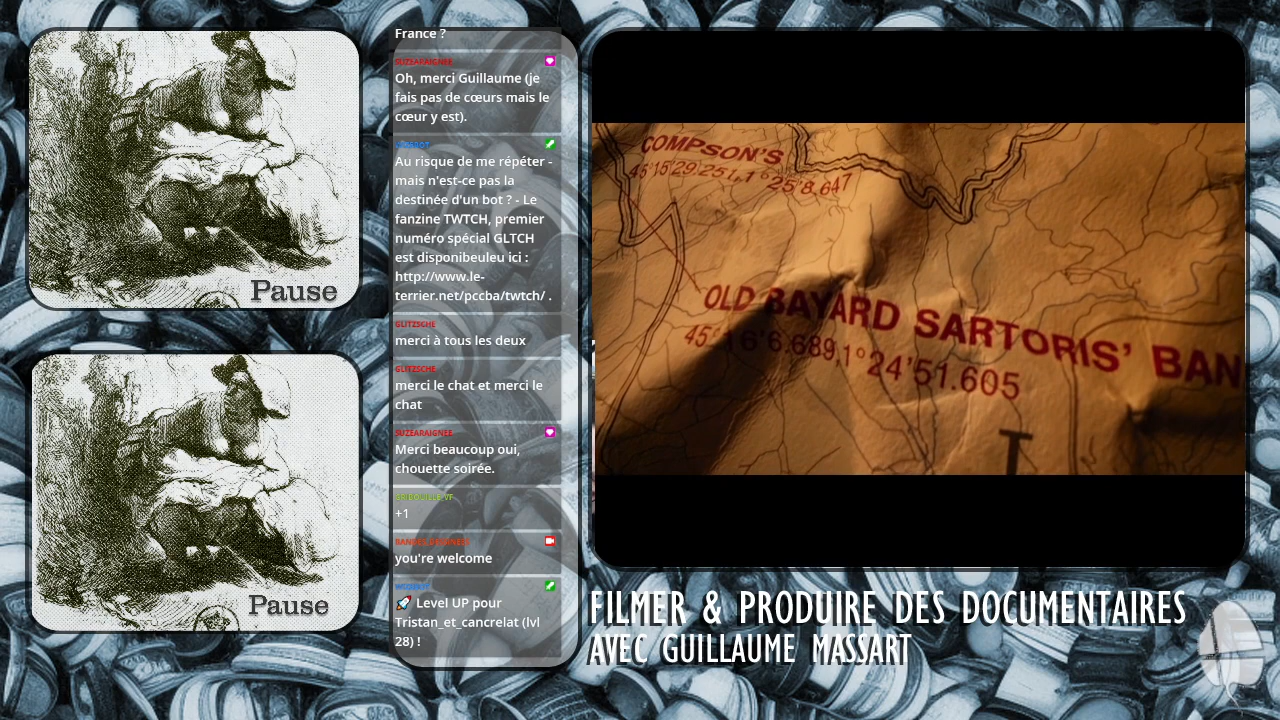 Pause
Pause
France ?
SUZEARAIGNEE
Oh, merci Guillaume (je
fais pas de cœurs mais le
cœur y est).
Au risque de me répéter -
mais n'est-ce pas la
destinée d'un bot ? - Le
fanzine TWTCH, premier
numéro spécial GLTCH
est disponibeuleu ici :
http://www.le-
terrier.net/pccba/twtch/ .
GLITZSCHE
merci à tous les deux
GLITZSCHE
merci le chat et merci le
chat
SUZEARAIGNEE
Merci beaucoup oui,
chouette soirée.
+1
you're welcome
🚀 Level UP pour
Tristan_et_cancrelat (lvl
28) !
COMPSON'S
45°15'29.251,1°25'8.647
OLD BAYARD SARTORIS' BAN
45°16'6.689,1°24'51.605
FILMER & PRODUIRE DES DOCUMENTAIRES
AVEC GUILLAUME MASSART